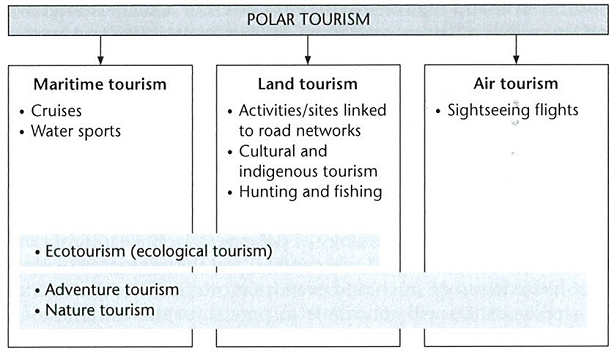 POLAR TOURISM
Maritime tourism
• Cruises
• Water sports
Land tourism
• Activities/sites linked
to road networks
• Cultural and
indigenous tourism
• Hunting and fishing
Air tourism
• Sightseeing flights
• Ecotourism (ecological tourism)
• Adventure tourism
• Nature tourism